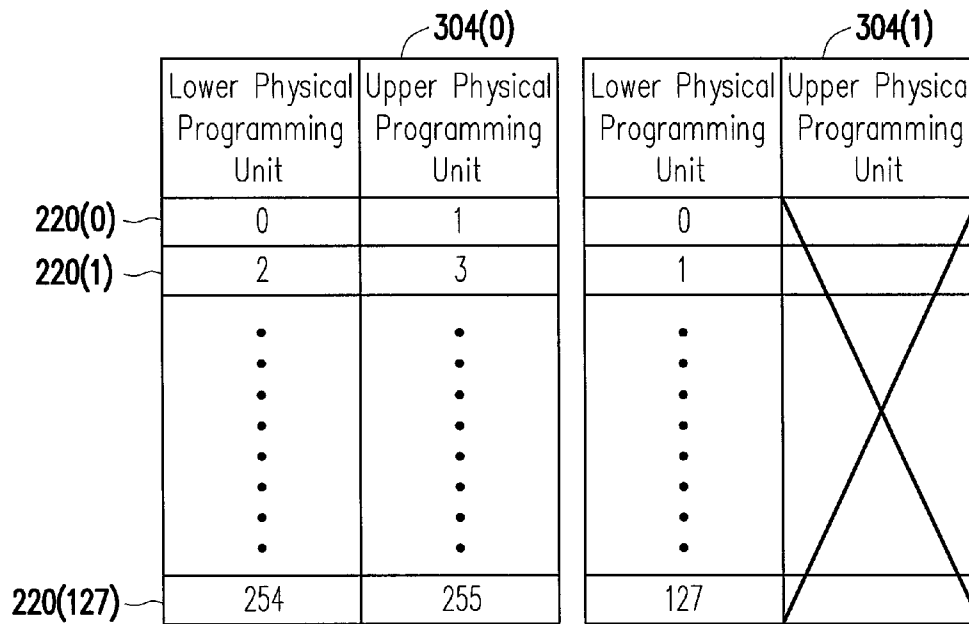 304(0) 304(1)
Lower Physical Programming Unit Upper Physical Programming Unit Lower Physical Programming Unit Upper Physical Programming Unit
220(0) 0 1 0
220(1) 2 3 1
220(127) 254 255 127